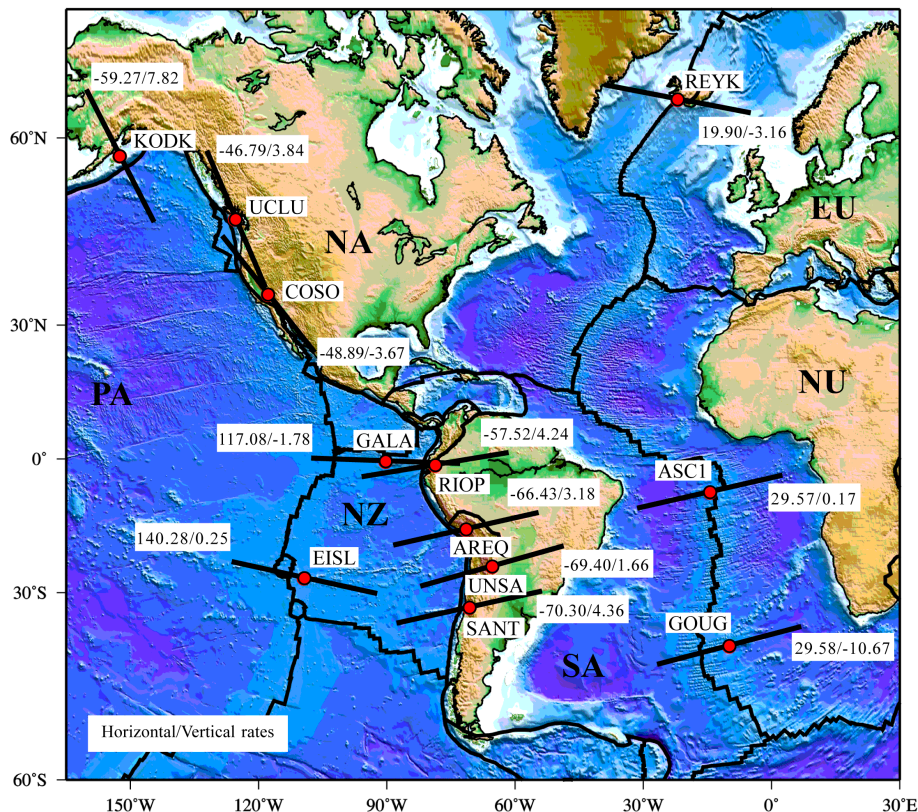 -59.27/7.82
REYK
60°N
KODK
-46.79/3.84
19.90/-3.16
UCLU
EU
NA
COSO
30°N
-48.89/-3.67
NU
PA
117.08/-1.78
GALA
-57.52/4.24
0°
ASC1
RIOP
-66.43/3.18
29.57/0.17
NZ
140.28/0.25
AREQ
EISL
-69.40/1.66
UNSA
30°S
-70.30/4.36
GOUG
SANT
29.58/-10.67
SA
Horizontal/Vertical rates
60°S
150°W 120°W 90°W 60°W 30°W 0° 30°E